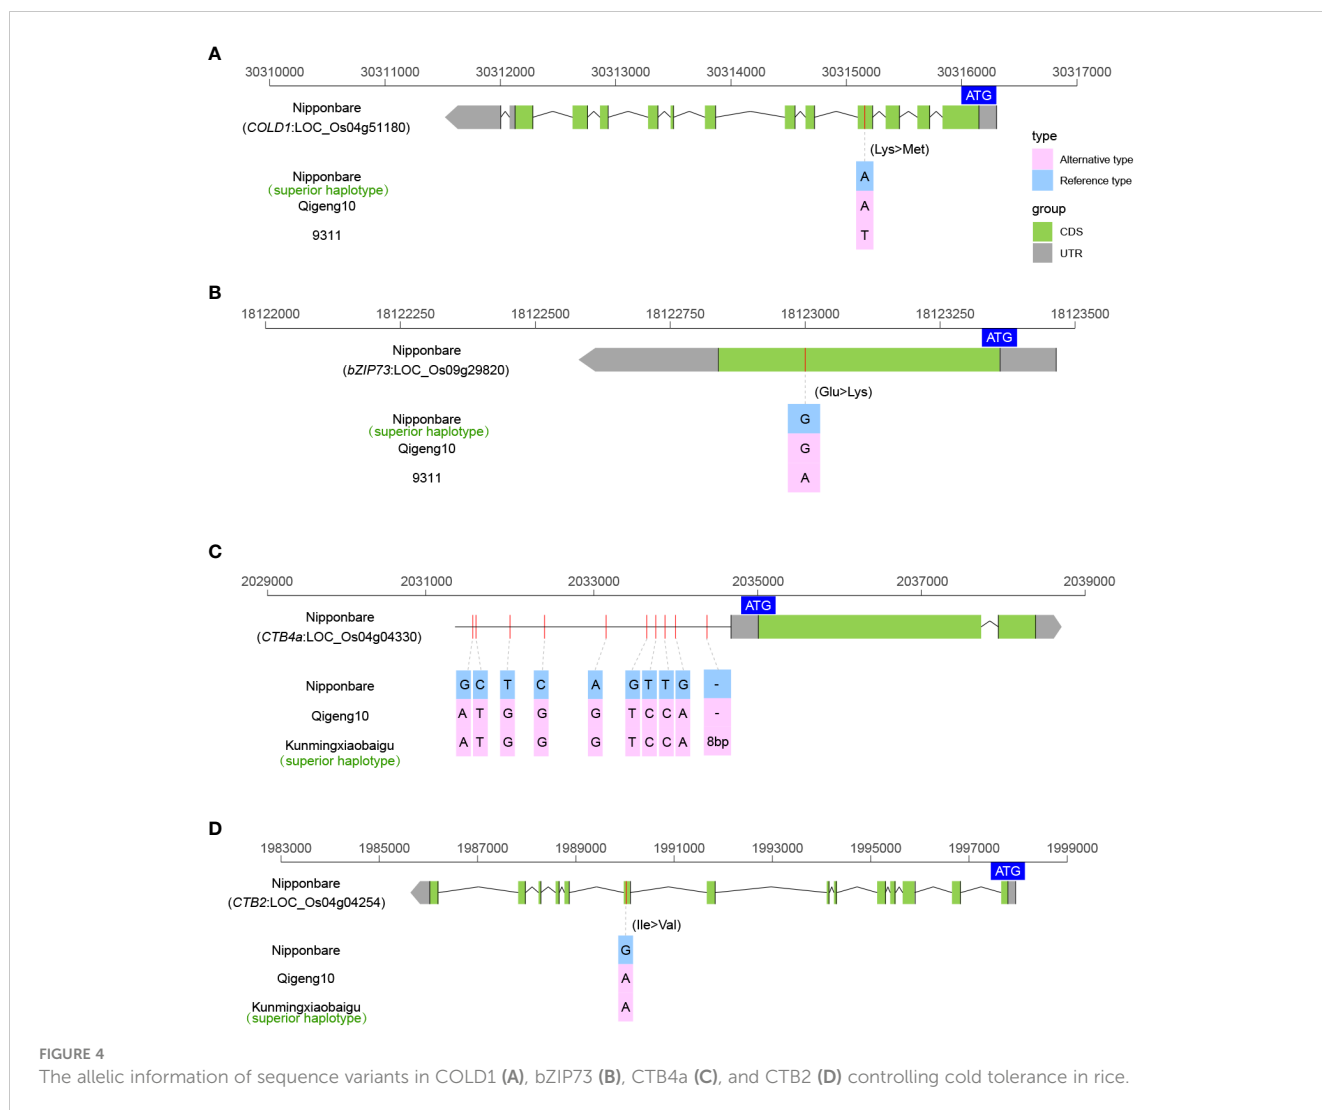 A
30310000 30311000 30312000 30313000 30314000 30315000 30316000 30317000
ATG
Nipponbare
(COLD1:LOC_Os04g51180)
(Lys>Met)
Nipponbare A
(superior haplotype)
Qigeng10 A
9311 T
type
Alternative type
Reference type
group
CDS
UTR
B
18122000 18122250 18122500 18122750 18123000 18123250 18123500
ATG
Nipponbare
(bZIP73:LOC_Os09g29820)
(Glu>Lys)
Nipponbare G
(superior haplotype)
Qigeng10 G
9311 A
C
2029000 2031000 2033000 2035000 2037000 2039000
ATG
Nipponbare
(CTB4a:LOC_Os04g04330)
Nipponbare G C T C A G T T G -
Qigeng10 A T G G G T C C A -
Kunmingxiaobaigu A T G G G T C C A 8bp
(superior haplotype)
D
1983000 1985000 1987000 1989000 1991000 1993000 1995000 1997000 1999000
ATG
Nipponbare
(CTB2:LOC_Os04g04254)
(Ile>Val)
Nipponbare G
Qigeng10 A
Kunmingxiaobaigu A
(superior haplotype)
FIGURE 4
The allelic information of sequence variants in COLD1 (A), bZIP73 (B), CTB4a (C), and CTB2 (D) controlling cold tolerance in rice.